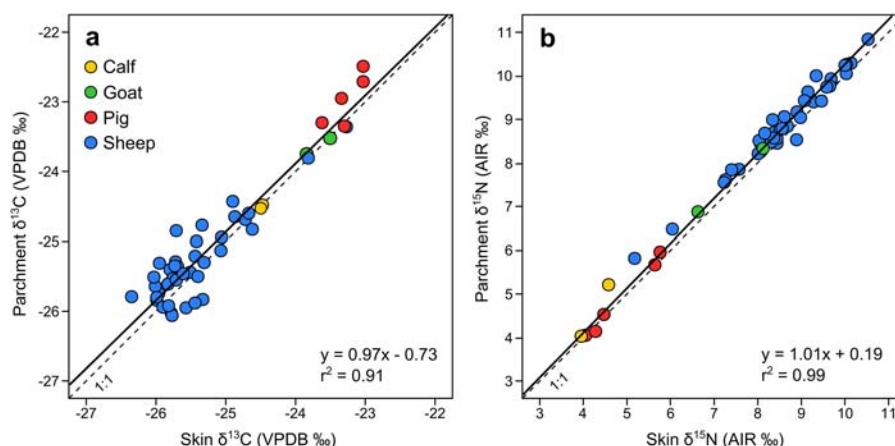 a
Calf
Goat
Pig
Sheep
Parchment δ¹³C (VPDB ‰)
-22
-23
-24
-25
-26
-27
y = 0.97x - 0.73
r² = 0.91
1:1
-27 -26 -25 -24 -23 -22
Skin δ¹³C (VPDB ‰)
b
Parchment δ¹⁵N (AIR ‰)
11
10
9
8
7
6
5
4
3
y = 1.01x + 0.19
r² = 0.99
1:1
3 4 5 6 7 8 9 10 11
Skin δ¹⁵N (AIR ‰)